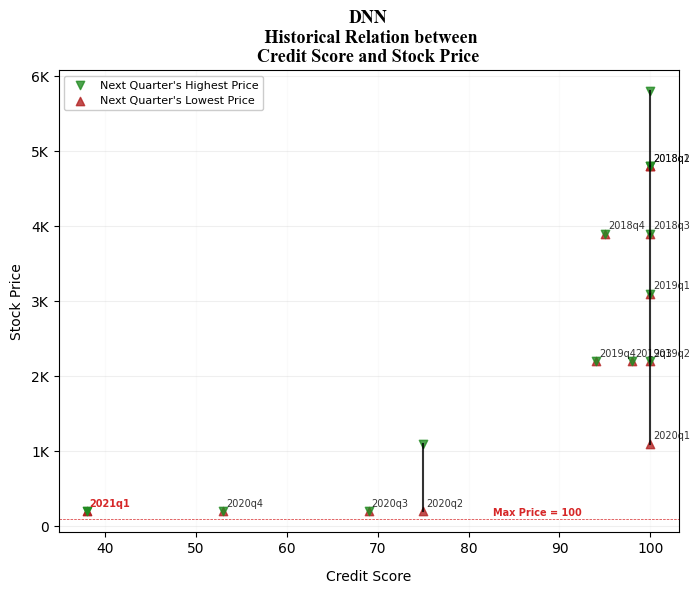 DNN
Historical Relation between
Credit Score and Stock Price
Next Quarter's Highest Price
Next Quarter's Lowest Price
6K
5K
4K
3K
2K
1K
0
Stock Price
2018q2
2018q4
2018q3
2019q1
2019q4
2019q3
2019q2
2020q1
2021q1
2020q4
2020q3
2020q2
Max Price = 100
40
50
60
70
80
90
100
Credit Score